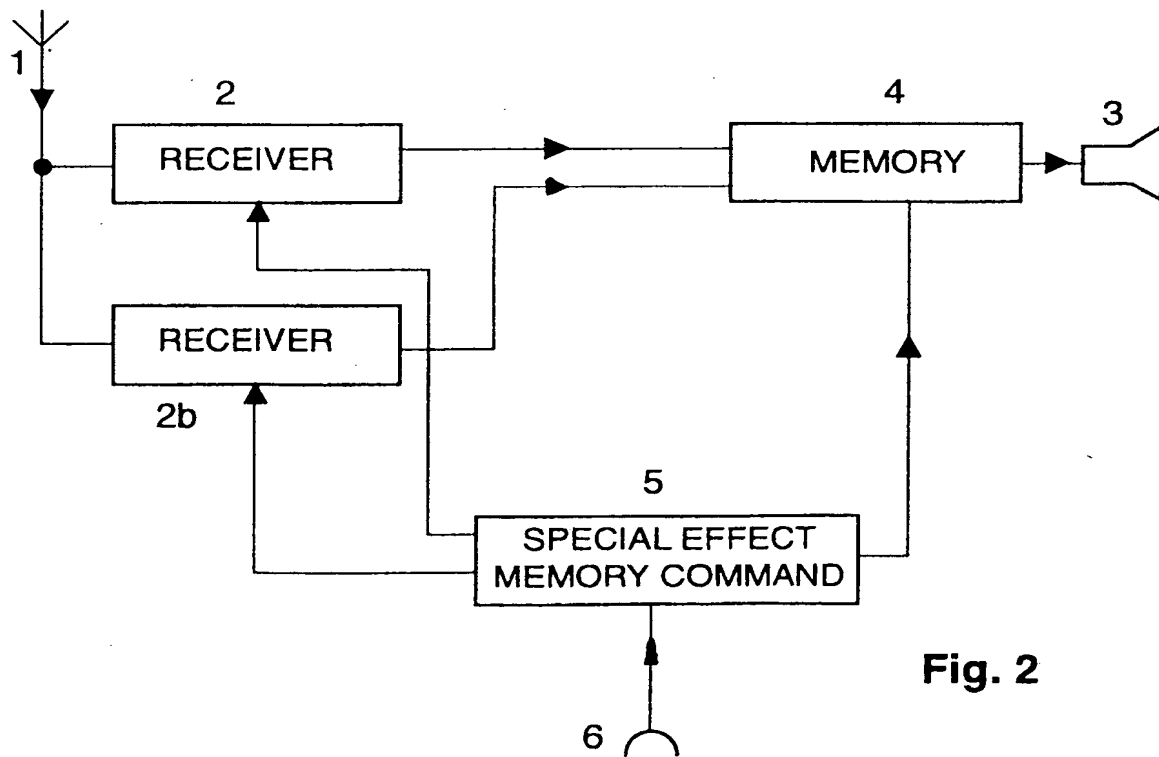 1
2
RECEIVER
4
MEMORY
3
RECEIVER
2b
5
SPECIAL EFFECT
MEMORY COMMAND
Fig. 2
6